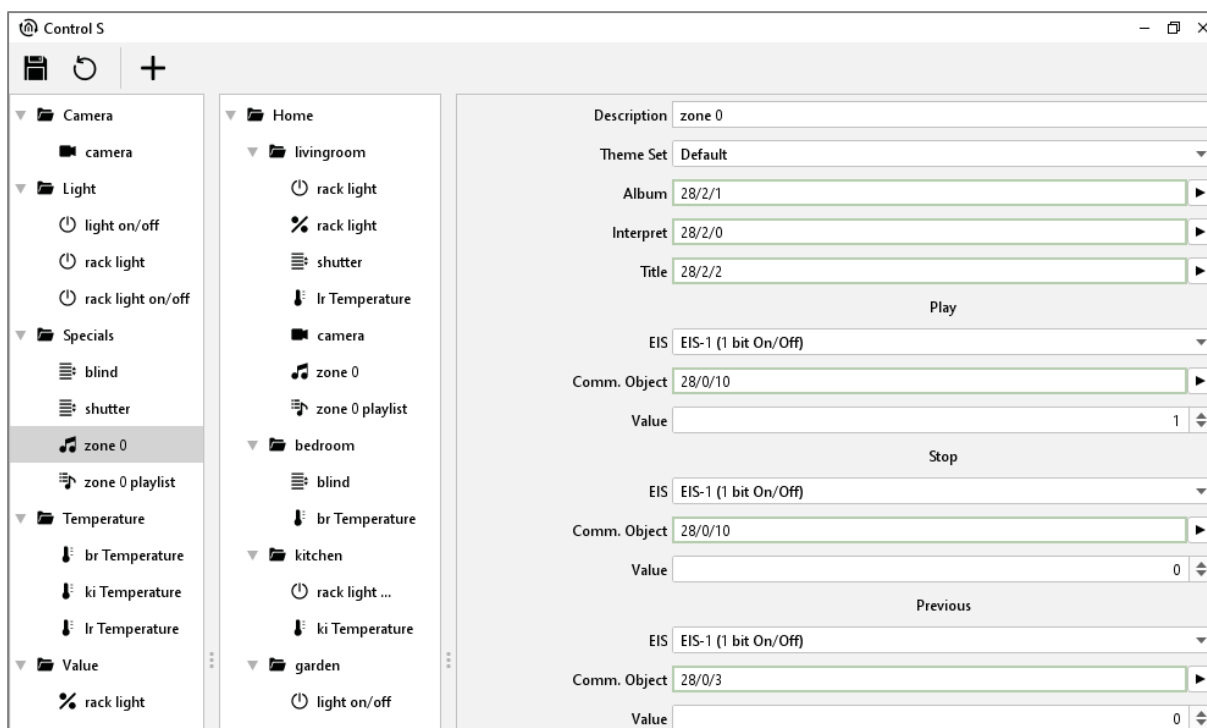 Control S
Camera
camera
Light
light on/off
rack light
rack light on/off
Specials
blind
shutter
zone 0
zone 0 playlist
Temperature
br Temperature
ki Temperature
lr Temperature
Value
rack light
Home
livingroom
rack light
rack light
shutter
lr Temperature
camera
zone 0
zone 0 playlist
bedroom
blind
br Temperature
kitchen
rack light ...
ki Temperature
garden
light on/off
Description zone 0
Theme Set Default
Album 28/2/1
Interpret 28/2/0
Title 28/2/2
Play
EIS EIS-1 (1 bit On/Off)
Comm. Object 28/0/10
Value 1
Stop
EIS EIS-1 (1 bit On/Off)
Comm. Object 28/0/10
Value 0
Previous
EIS EIS-1 (1 bit On/Off)
Comm. Object 28/0/3
Value 0